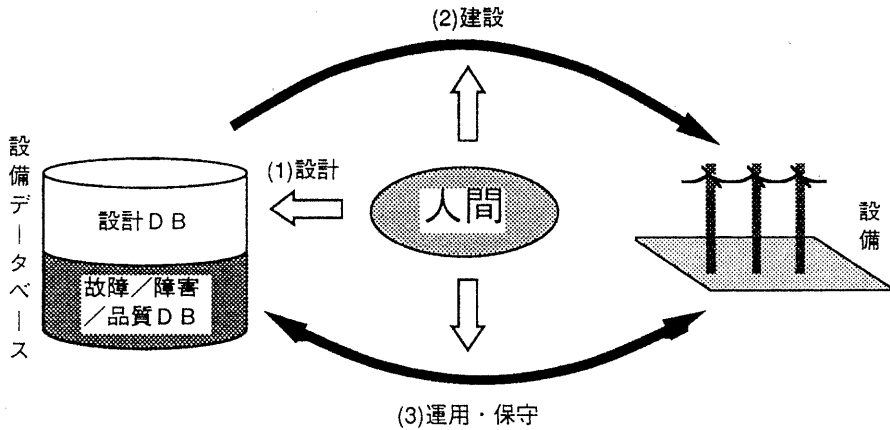 (2)建設
設備データベース
(1)設計
設計DB
人間
故障／障害
／品質DB
設備
(3)運用・保守